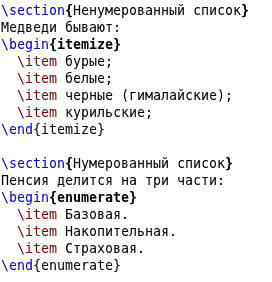 \section{Ненумерованный список}
Медведи бывают:
\begin{itemize}
  \item бурые;
  \item белые;
  \item черные (гималайские);
  \item курильские;
\end{itemize}

\section{Нумерованный список}
Пенсия делится на три части:
\begin{enumerate}
  \item Базовая.
  \item Накопительная.
  \item Страховая.
\end{enumerate}